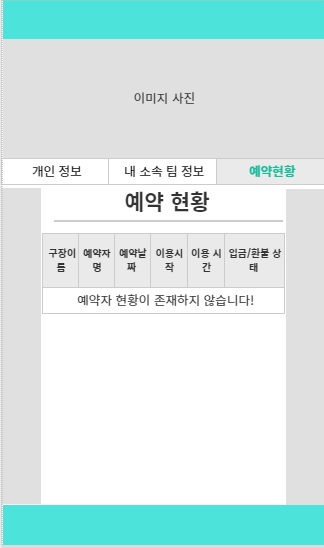 이미지 사진
개인 정보 내 소속 팀 정보 예약현황
예약 현황
구장이름 예약자명 예약날짜 이용시작 이용 시간 입금/환불 상태
예약자 현황이 존재하지 않습니다!